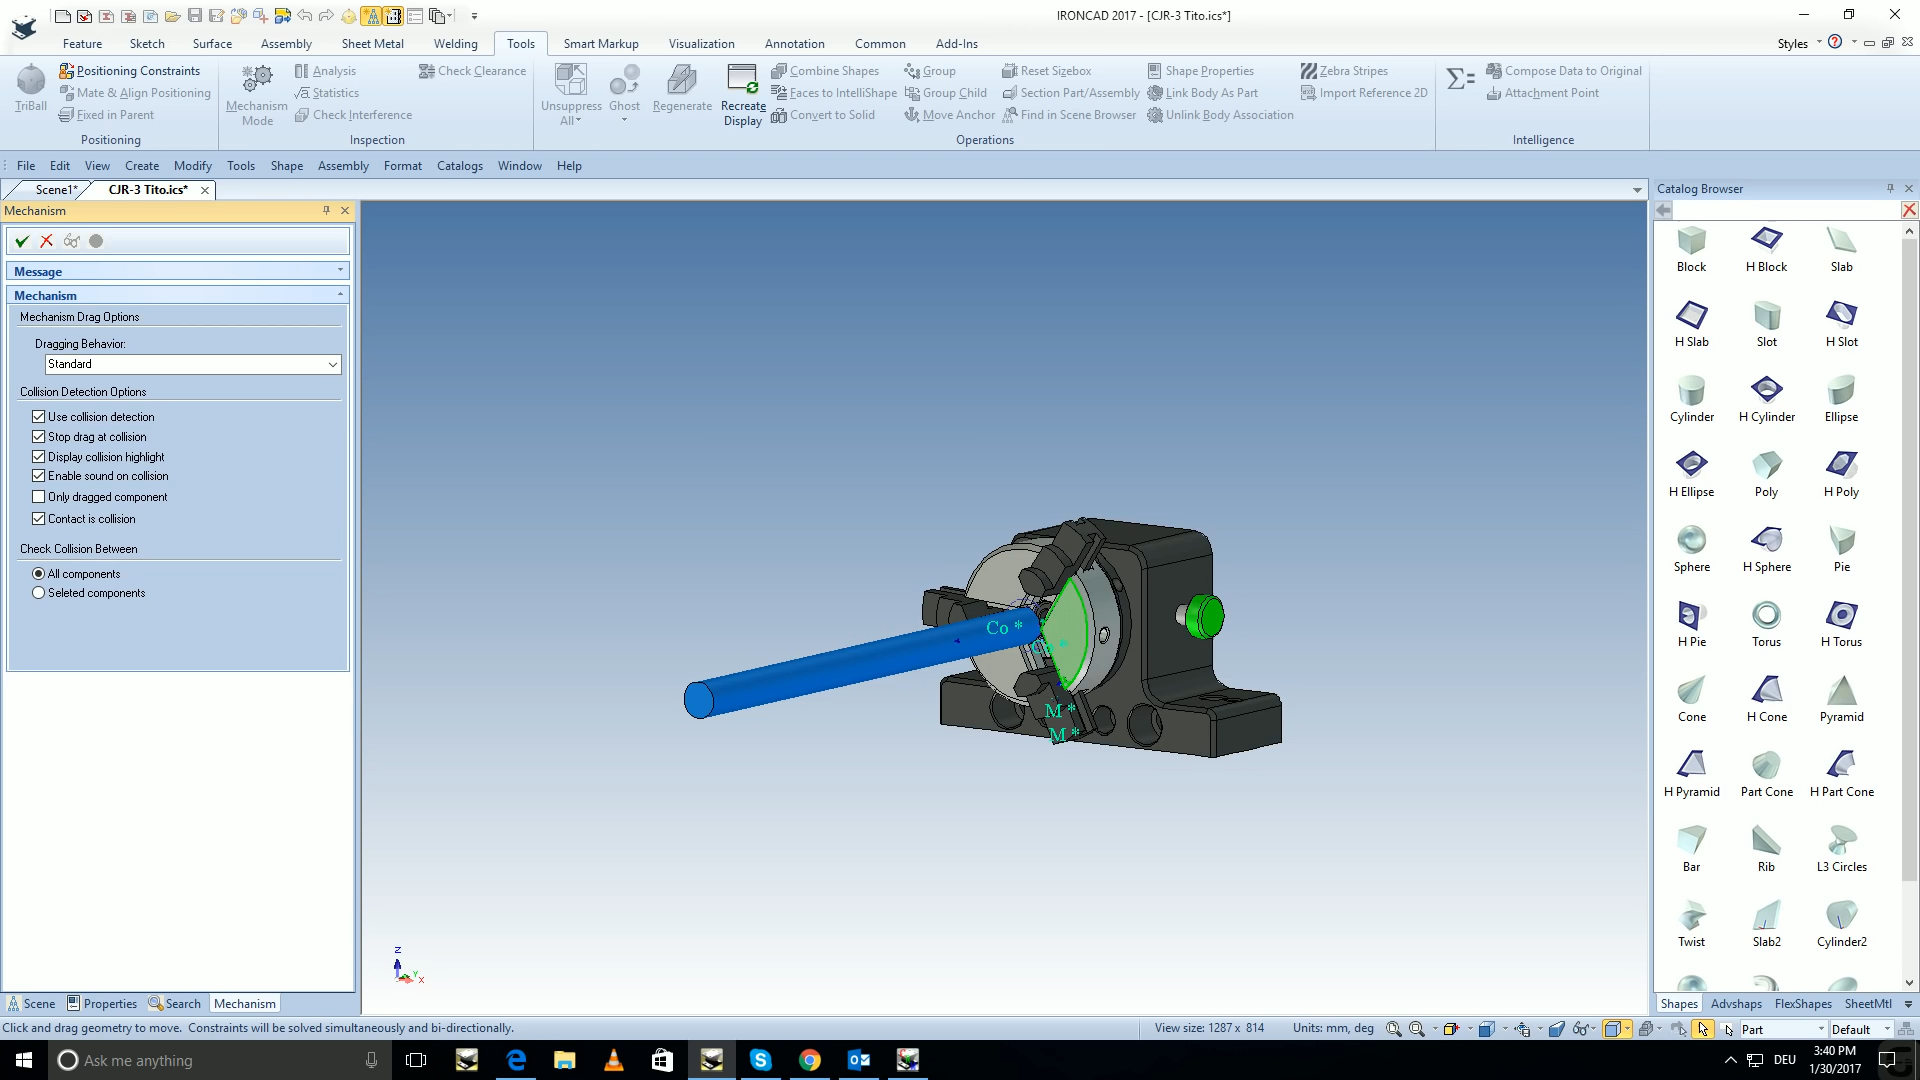 IRONCAD 2017 - [CJR-3 Tito.ics*]
Feature Sketch Surface Assembly Sheet Metal Welding Tools Smart Markup Visualization Annotation Common Add-Ins Styles
TriBall
Positioning Constraints
Mate & Align Positioning
Fixed in Parent
Positioning
Mechanism Mode
Analysis
Statistics
Check Interference
Check Clearance
Inspection
Unsuppress All
Ghost
Regenerate
Recreate Display
Combine Shapes
Faces to IntelliShape
Convert to Solid
Group
Group Child
Move Anchor
Reset Sizebox
Section Part/Assembly
Find in Scene Browser
Shape Properties
Link Body As Part
Unlink Body Association
Zebra Stripes
Import Reference 2D
Operations
Compose Data to Original
Attachment Point
Intelligence
File Edit View Create Modify Tools Shape Assembly Format Catalogs Window Help
Scene1* CJR-3 Tito.ics*
Mechanism
Message
Mechanism
Mechanism Drag Options
Dragging Behavior:
Standard
Collision Detection Options
Use collision detection
Stop drag at collision
Display collision highlight
Enable sound on collision
Only dragged component
Contact is collision
Check Collision Between
All components
Seleted components
Co *
Co *
M *
M *
Z
Y
X
Catalog Browser
Block H Block Slab
H Slab Slot H Slot
Cylinder H Cylinder Ellipse
H Ellipse Poly H Poly
Sphere H Sphere Pie
H Pie Torus H Torus
Cone H Cone Pyramid
H Pyramid Part Cone H Part Cone
Bar Rib L3 Circles
Twist Slab2 Cylinder2
Scene Properties Search Mechanism
Shapes Advshaps FlexShapes SheetMtl
Click and drag geometry to move. Constraints will be solved simultaneously and bi-directionally.
View size: 1287 x 814 Units: mm, deg Part Default
Ask me anything
DEU
3:40 PM
1/30/2017